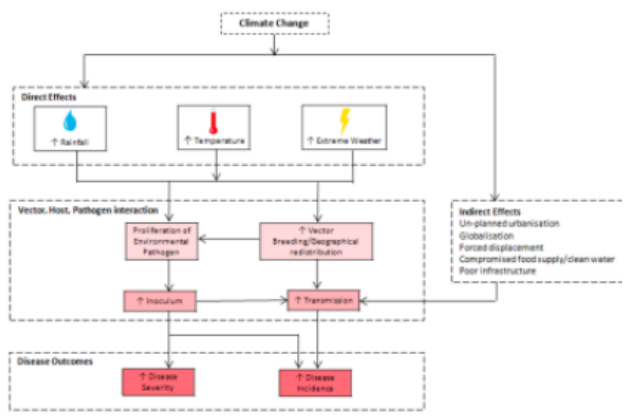 Climate Change
Direct Effects
↑ Rainfall
↑ Temperature
↑ Extreme Weather
Vector, Host, Pathogen interaction
Proliferation of
Environmental
Pathogen
↑ Vector
Breeding/Geographical
redistribution
↑ Inoculum
↑ Transmission
Indirect Effects
Un-planned urbanisation
Globalisation
Forced displacement
Compromised food supply/clean water
Poor infrastructure
Disease Outcomes
↑ Disease
Severity
↑ Disease
Incidence